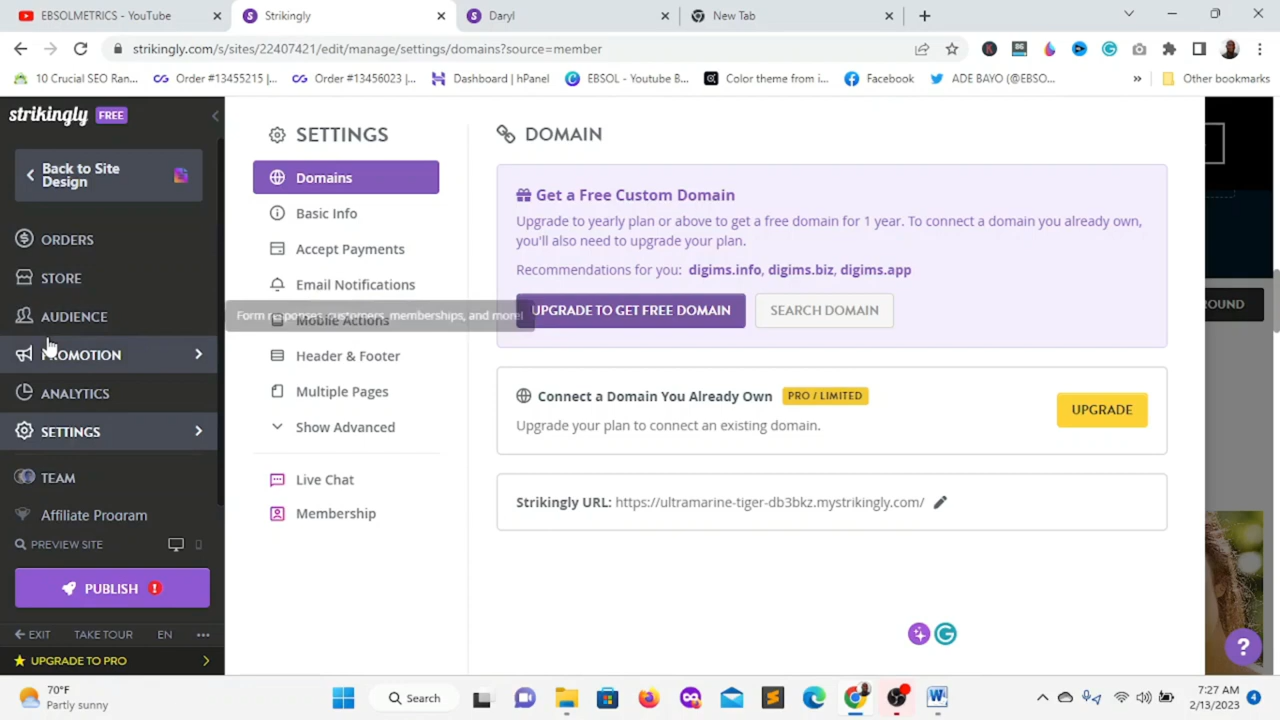 EBSOLMETRICS - YouTube
Strikingly
Daryl
New Tab
strikingly.com/s/sites/22407421/edit/manage/settings/domains?source=member
10 Crucial SEO Ran...
Order #13455215 |...
Order #13456023 |...
Dashboard | hPanel
EBSOL - Youtube B...
Color theme from i...
Facebook
ADE BAYO (@EBSO...
»
Other bookmarks
strikingly FREE
Back to Site
Design
ORDERS
STORE
AUDIENCE
PROMOTION
ANALYTICS
SETTINGS
TEAM
Affiliate Program
PREVIEW SITE
PUBLISH !
EXIT
TAKE TOUR
EN
UPGRADE TO PRO
SETTINGS
Domains
Basic Info
Accept Payments
Email Notifications
Form responses, customers, memberships, and more!
Mobile Actions
Header & Footer
Multiple Pages
Show Advanced
Live Chat
Membership
DOMAIN
Get a Free Custom Domain
Upgrade to yearly plan or above to get a free domain for 1 year. To connect a domain you already own,
you'll also need to upgrade your plan.
Recommendations for you: digims.info, digims.biz, digims.app
UPGRADE TO GET FREE DOMAIN
SEARCH DOMAIN
Connect a Domain You Already Own PRO / LIMITED
Upgrade your plan to connect an existing domain.
UPGRADE
Strikingly URL: https://ultramarine-tiger-db3bkz.mystrikingly.com/
OUND
?
70°F
Partly sunny
Search
7:27 AM
2/13/2023
4